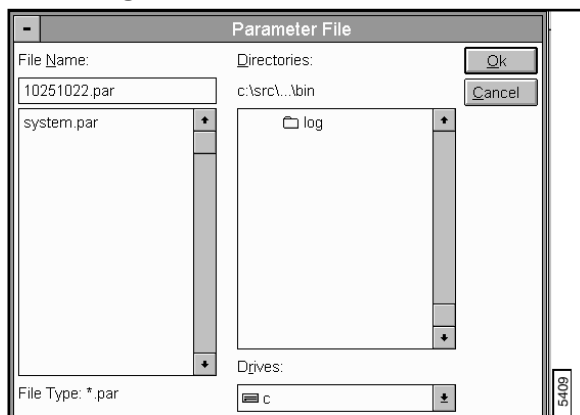 Parameter File
File Name:
10251022.par
system.par
File Type: *.par
Directories:
c:\src\...\bin
log
Drives:
c
Ok
Cancel
5409